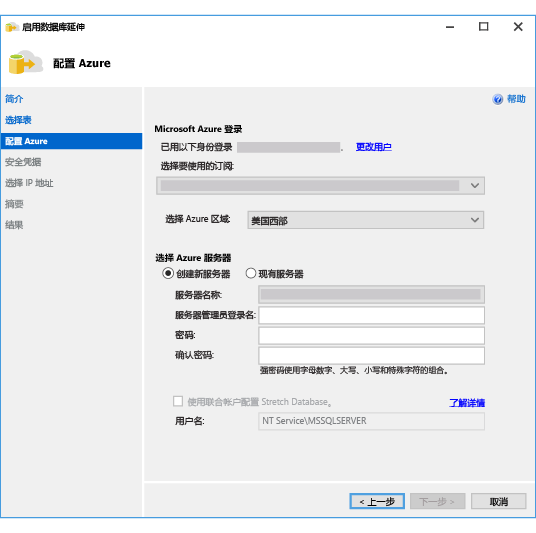 启用数据库延伸
配置 Azure
简介
选择表
配置 Azure
安全凭据
选择 IP 地址
摘要
结果
帮助
Microsoft Azure 登录
已用以下身份登录 . 更改用户
选择要使用的订阅:
选择 Azure 区域: 美国西部
选择 Azure 服务器
创建新服务器 现有服务器
服务器名称:
服务器管理员登录名:
密码:
确认密码:
强密码使用字母数字、大写、小写和特殊字符的组合。
使用联合帐户配置 Stretch Database。 了解详情
用户名: NT Service\MSSQLSERVER
< 上一步 下一步 > 取消